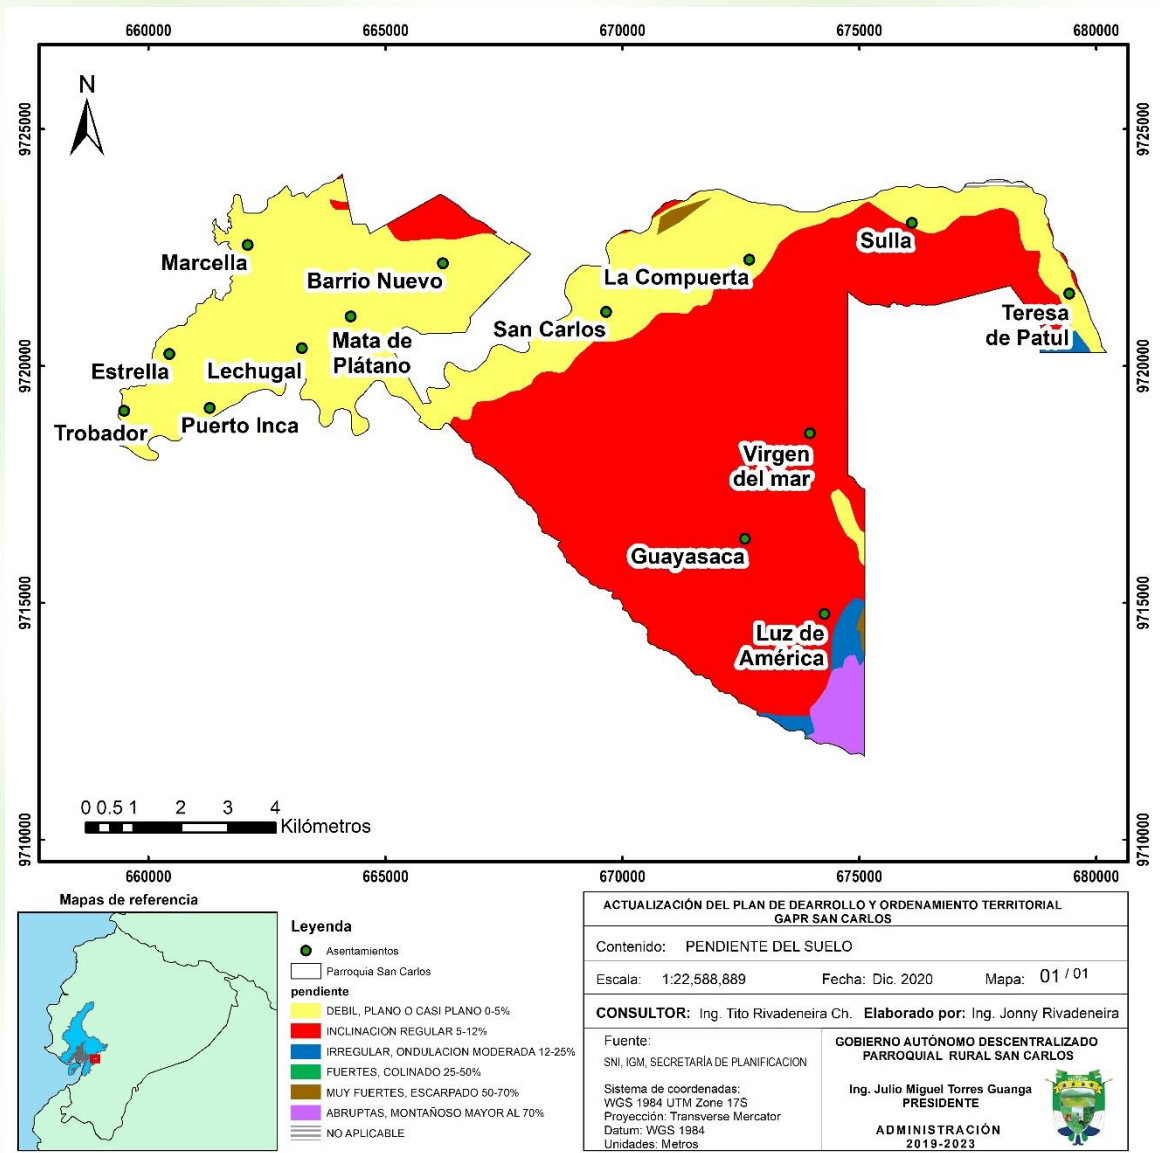 660000
665000
670000
675000
680000
N
9725000
9725000
9720000
9720000
9715000
9715000
9710000
9710000
Marcella
Barrio Nuevo
Mata de
Plátano
Estrella
Lechugal
Trobador
Puerto Inca
San Carlos
La Compuerta
Sulla
Teresa
de Patul
Virgen
del mar
Guayasaca
Luz de
América
0 0.5 1 2 3 4
Kilómetros
660000
665000
670000
675000
680000
Mapas de referencia
Leyenda
Asentamientos
Parroquia San Carlos
pendiente
DEBIL, PLANO O CASI PLANO 0-5%
INCLINACION REGULAR 5-12%
IRREGULAR, ONDULACION MODERADA 12-25%
FUERTES, COLINADO 25-50%
MUY FUERTES, ESCARPADO 50-70%
ABRUPTAS, MONTAÑOSO MAYOR AL 70%
NO APLICABLE
ACTUALIZACIÓN DEL PLAN DE DEARROLLO Y ORDENAMIENTO TERRITORIAL
GAPR SAN CARLOS
Contenido: PENDIENTE DEL SUELO
Escala: 1:22,588,889 Fecha: Dic. 2020 Mapa: 01 / 01
CONSULTOR: Ing. Tito Rivadeneira Ch. Elaborado por: Ing. Jonny Rivadeneira
Fuente:
SNI, IGM, SECRETARÍA DE PLANIFICACION
Sistema de coordenadas:
WGS 1984 UTM Zone 17S
Proyección: Transverse Mercator
Datum: WGS 1984
Unidades: Metros
GOBIERNO AUTÓNOMO DESCENTRALIZADO
PARROQUIAL RURAL SAN CARLOS
Ing. Julio Miguel Torres Guanga
PRESIDENTE
ADMINISTRACIÓN
2019-2023